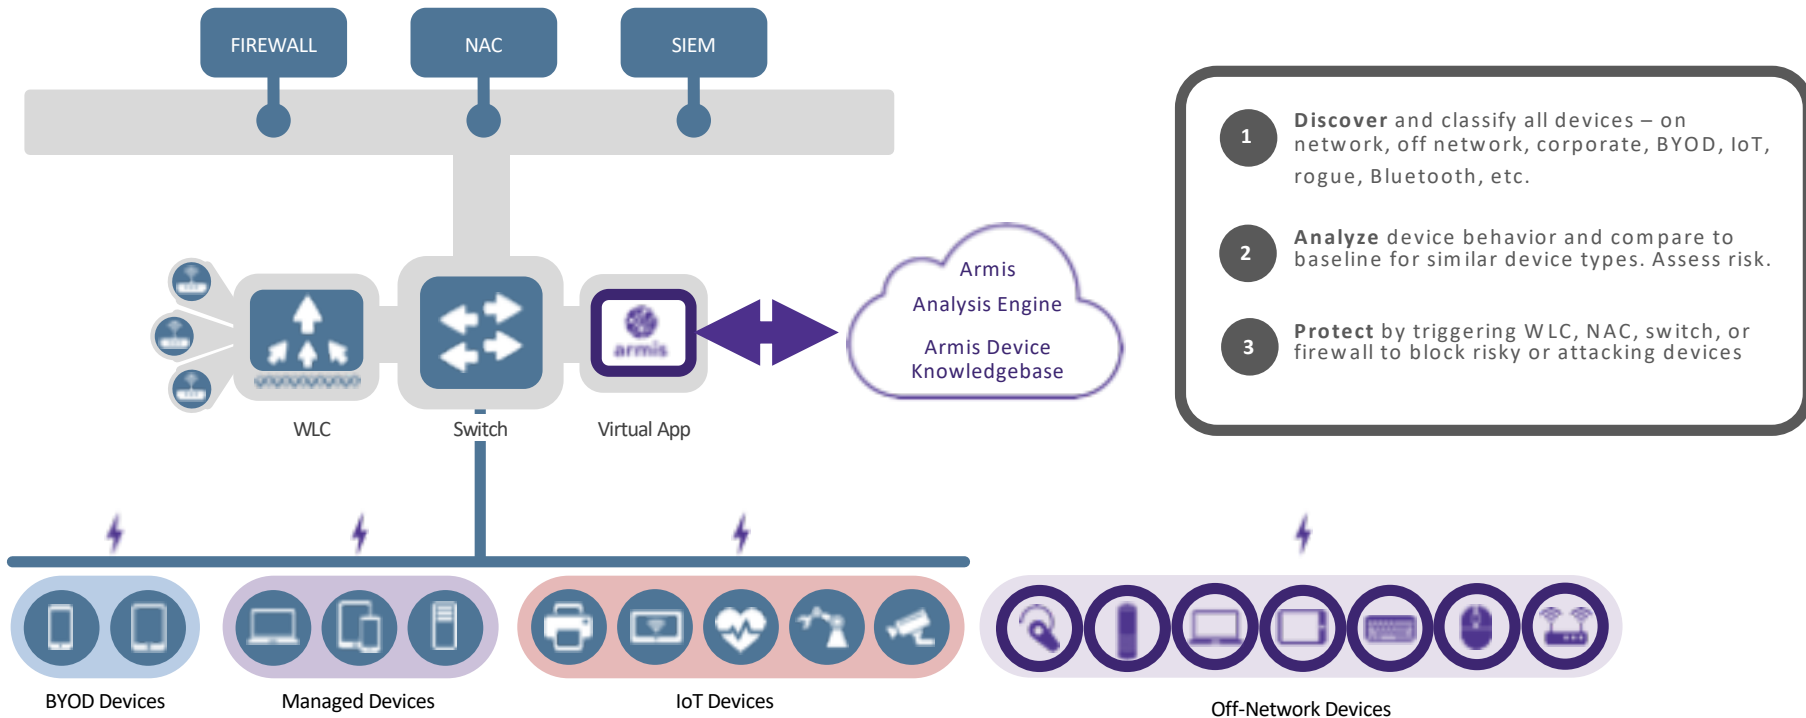 FIREWALL
NAC
SIEM
1
Discover and classify all devices – on
network, off network, corporate, BYOD, IoT,
rogue, Bluetooth, etc.
2
Analyze device behavior and compare to
baseline for similar device types. Assess risk.
3
Protect by triggering WLC, NAC, switch, or
firewall to block risky or attacking devices
armis
Armis
Analysis Engine
Armis Device
Knowledgebase
WLC
Switch
Virtual App
BYOD Devices
Managed Devices
IoT Devices
Off-Network Devices